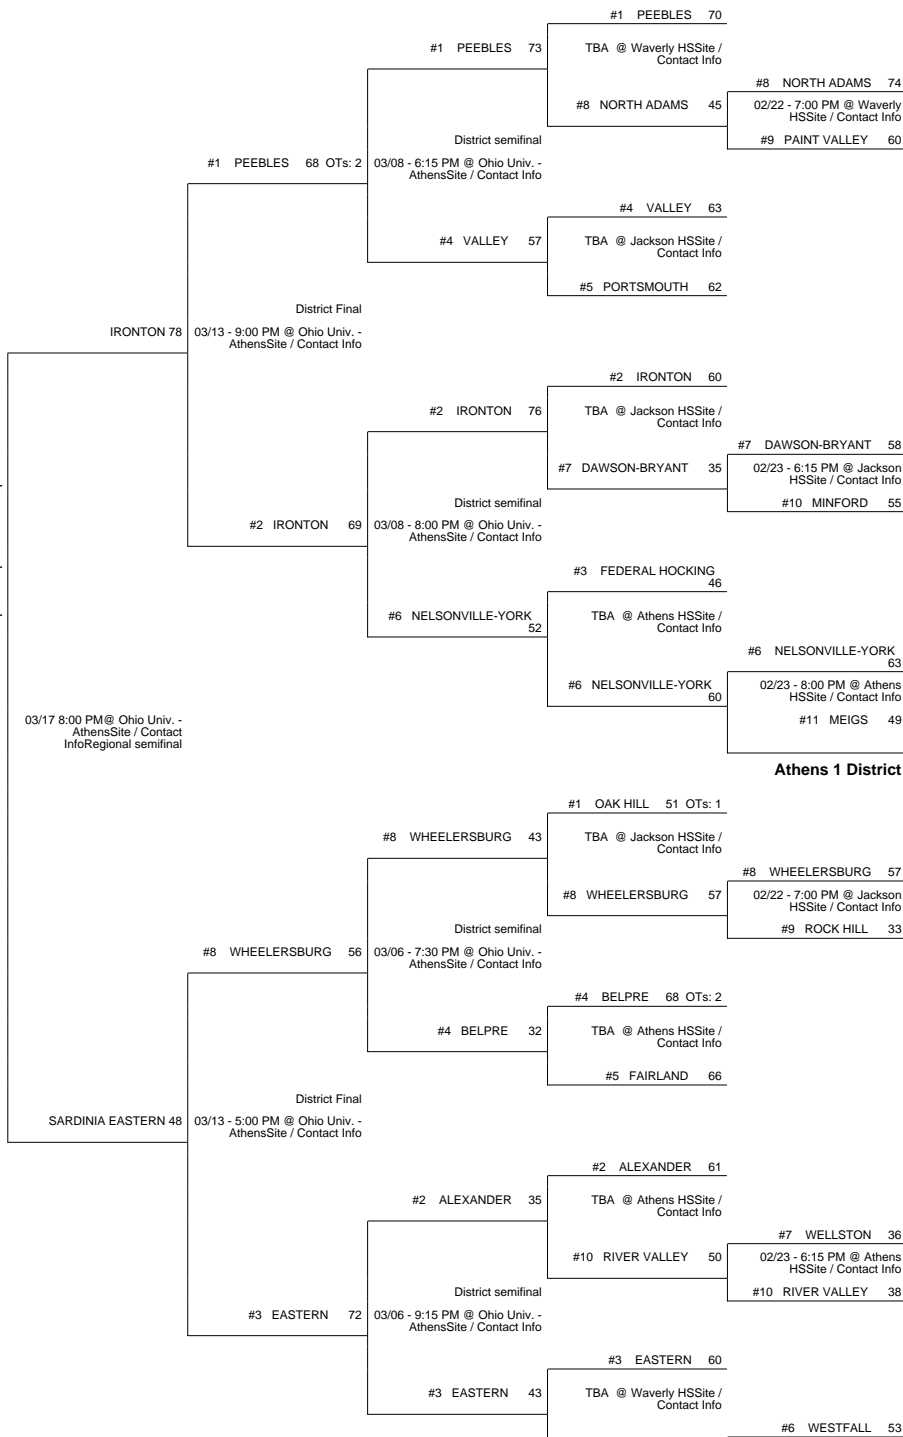 #1 PEEBLES 70
#1 PEEBLES 73
TBA @ Waverly HSSite /
Contact Info
#8 NORTH ADAMS 74
#8 NORTH ADAMS 45
02/22 - 7:00 PM @ Waverly
HSSite / Contact Info
#9 PAINT VALLEY 60
District semifinal
#1 PEEBLES 68 OTs: 2
03/08 - 6:15 PM @ Ohio Univ. -
AthensSite / Contact Info
#4 VALLEY 63
#4 VALLEY 57
TBA @ Jackson HSSite /
Contact Info
#5 PORTSMOUTH 62
District Final
IRONTON 78
03/13 - 9:00 PM @ Ohio Univ. -
AthensSite / Contact Info
#2 IRONTON 60
#2 IRONTON 76
TBA @ Jackson HSSite /
Contact Info
#7 DAWSON-BRYANT 58
#7 DAWSON-BRYANT 35
02/23 - 6:15 PM @ Jackson
HSSite / Contact Info
#10 MINFORD 55
District semifinal
#2 IRONTON 69
03/08 - 8:00 PM @ Ohio Univ. -
AthensSite / Contact Info
#3 FEDERAL HOCKING
46
#6 NELSONVILLE-YORK
52
TBA @ Athens HSSite /
Contact Info
#6 NELSONVILLE-YORK
63
#6 NELSONVILLE-YORK
60
02/23 - 8:00 PM @ Athens
HSSite / Contact Info
#11 MEIGS 49
03/17 8:00 PM@ Ohio Univ. -
AthensSite / Contact
InfoRegional semifinal
Athens 1 District
#1 OAK HILL 51 OTs: 1
#8 WHEELERSBURG 43
TBA @ Jackson HSSite /
Contact Info
#8 WHEELERSBURG 57
#8 WHEELERSBURG 57
02/22 - 7:00 PM @ Jackson
HSSite / Contact Info
#9 ROCK HILL 33
District semifinal
#8 WHEELERSBURG 56
03/06 - 7:30 PM @ Ohio Univ. -
AthensSite / Contact Info
#4 BELPRE 68 OTs: 2
#4 BELPRE 32
TBA @ Athens HSSite /
Contact Info
#5 FAIRLAND 66
District Final
SARDINIA EASTERN 48
03/13 - 5:00 PM @ Ohio Univ. -
AthensSite / Contact Info
#2 ALEXANDER 61
#2 ALEXANDER 35
TBA @ Athens HSSite /
Contact Info
#7 WELLSTON 36
#10 RIVER VALLEY 50
02/23 - 6:15 PM @ Athens
HSSite / Contact Info
#10 RIVER VALLEY 38
District semifinal
#3 EASTERN 72
03/06 - 9:15 PM @ Ohio Univ. -
AthensSite / Contact Info
#3 EASTERN 60
#3 EASTERN 43
TBA @ Waverly HSSite /
Contact Info
#6 WESTFALL 53